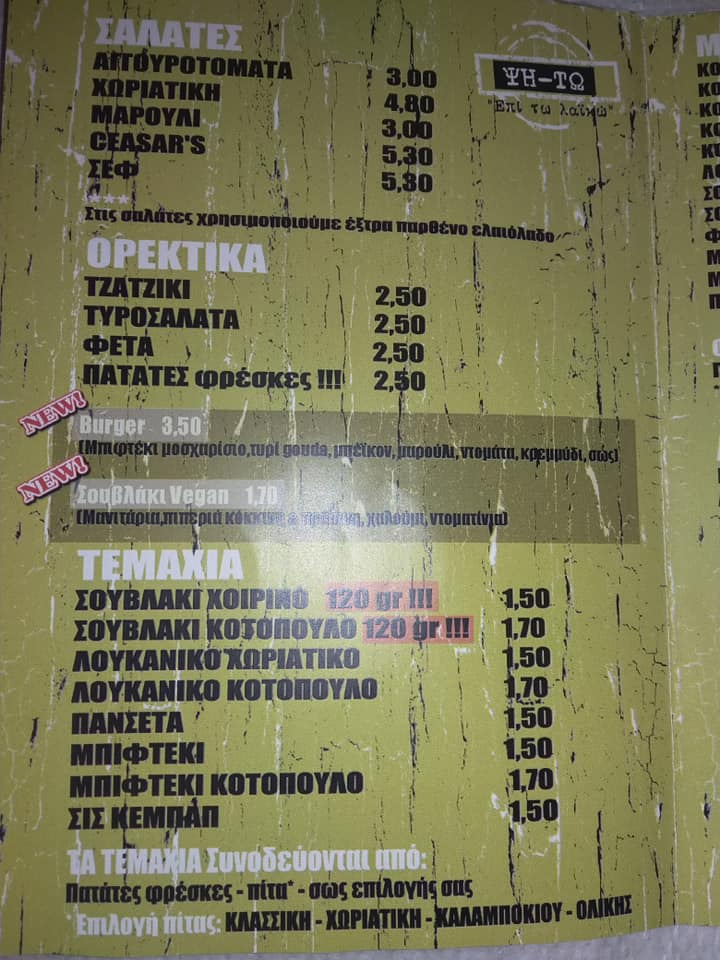 ΣΑΛΑΤΕΣ
ΑΓΓΟΥΡΟΤΟΜΑΤΑ 3,00
ΧΩΡΙΑΤΙΚΗ 4,80
ΜΑΡΟΥΛΙ 3,00
CEASAR'S 5,30
ΣΕΦ 5,30
***
Στις σαλάτες χρησιμοποιούμε έξτρα παρθένο ελαιόλαδο
ΨΗ-ΤΩ
"Επί τω λαϊκώ"
ΟΡΕΚΤΙΚΑ
ΤΖΑΤΖΙΚΙ 2,50
ΤΥΡΟΣΑΛΑΤΑ 2,50
ΦΕΤΑ 2,50
ΠΑΤΑΤΕΣ φρέσκες !!! 2,50
NEW!
Burger 3,50
(Μπιφτέκι μοσχαρίσιο,τυρί gouda, μπέϊκον, μαρούλι, ντομάτα, κρεμμύδι, σώς)
NEW!
Σουβλάκι Vegan 1,70
(Μανιτάρια,πιπεριά κόκκινη & πράσινη, χαλούμι, ντοματίνια)
ΤΕΜΑΧΙΑ
ΣΟΥΒΛΑΚΙ ΧΟΙΡΙΝΟ 120 gr !!! 1,50
ΣΟΥΒΛΑΚΙ ΚΟΤΟΠΟΥΛΟ 120 gr !!! 1,70
ΛΟΥΚΑΝΙΚΟ ΧΩΡΙΑΤΙΚΟ 1,50
ΛΟΥΚΑΝΙΚΟ ΚΟΤΟΠΟΥΛΟ 1,70
ΠΑΝΣΕΤΑ 1,50
ΜΠΙΦΤΕΚΙ 1,50
ΜΠΙΦΤΕΚΙ ΚΟΤΟΠΟΥΛΟ 1,70
ΣΙΣ ΚΕΜΠΑΠ 1,50
ΤΑ ΤΕΜΑΧΙΑ Συνοδεύονται από:
Πατάτες φρέσκες - πίτα* - σως επιλογής σας
*Επιλογή πίτας: ΚΛΑΣΣΙΚΗ - ΧΩΡΙΑΤΙΚΗ - ΚΑΛΑΜΠΟΚΙΟΥ - ΟΛΙΚΗΣ